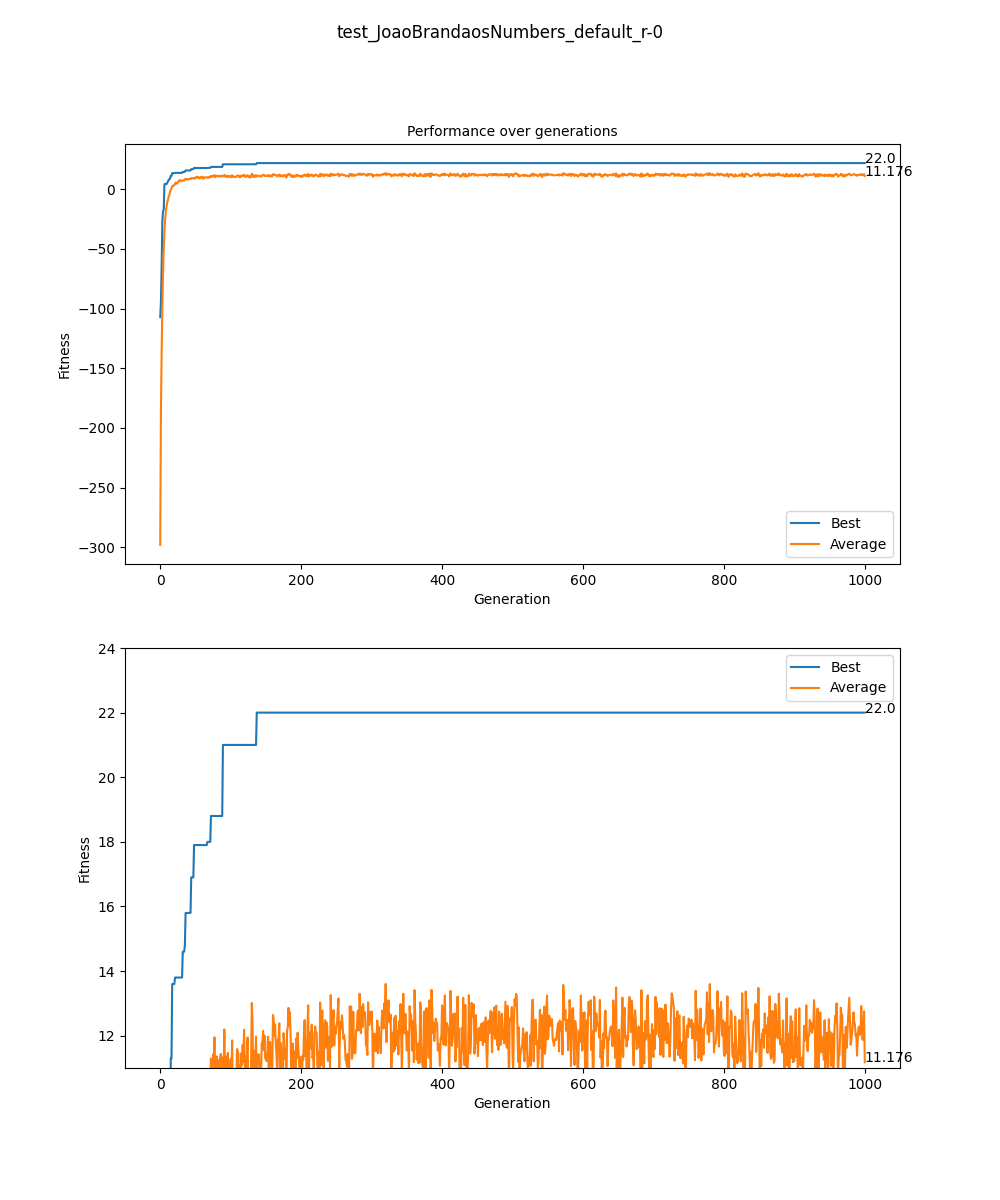 test_JoaoBrandaosNumbers_default_r-0
Performance over generations
22.0
11.176
0
−50
−100
−150
−200
−250
−300
Fitness
Best
Average
0 200 400 600 800 1000
Generation
24
22
20
18
16
14
12
Fitness
Best
Average
22.0
11.176
0 200 400 600 800 1000
Generation